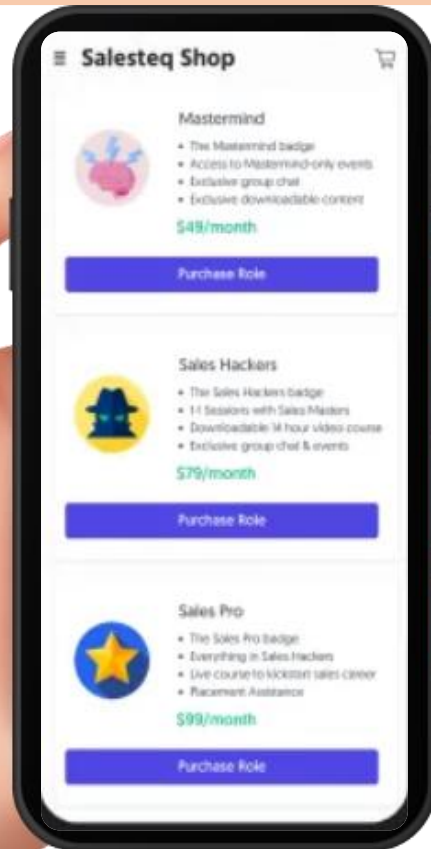 Salesteq Shop
Mastermind
The Mastermind badge
Access to Mastermind-only events
Exclusive group chat
Exclusive downloadable content
$49/month
Purchase Role
Sales Hackers
The Sales Hackers badge
1-1 Sessions with Sales Masters
Downloadable 14 hour video course
Exclusive group chat & events
$79/month
Purchase Role
Sales Pro
The Sales Pro badge
Everything in Sales Hackers
Live course to kickstart sales career
Placement Assistance
$99/month
Purchase Role